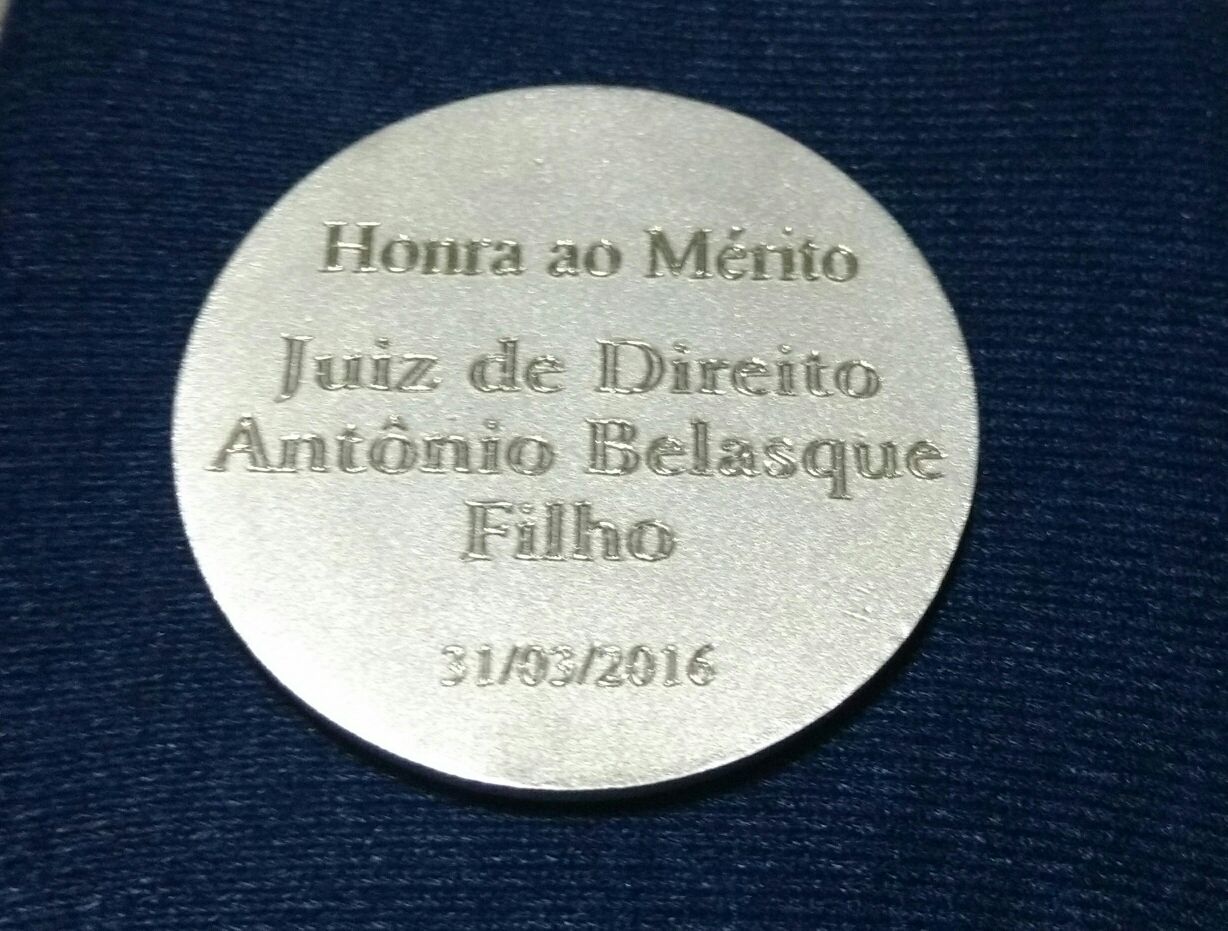 Honra ao Mérito
Juiz de Direito
Antônio Belasque
Filho
31/03/2016